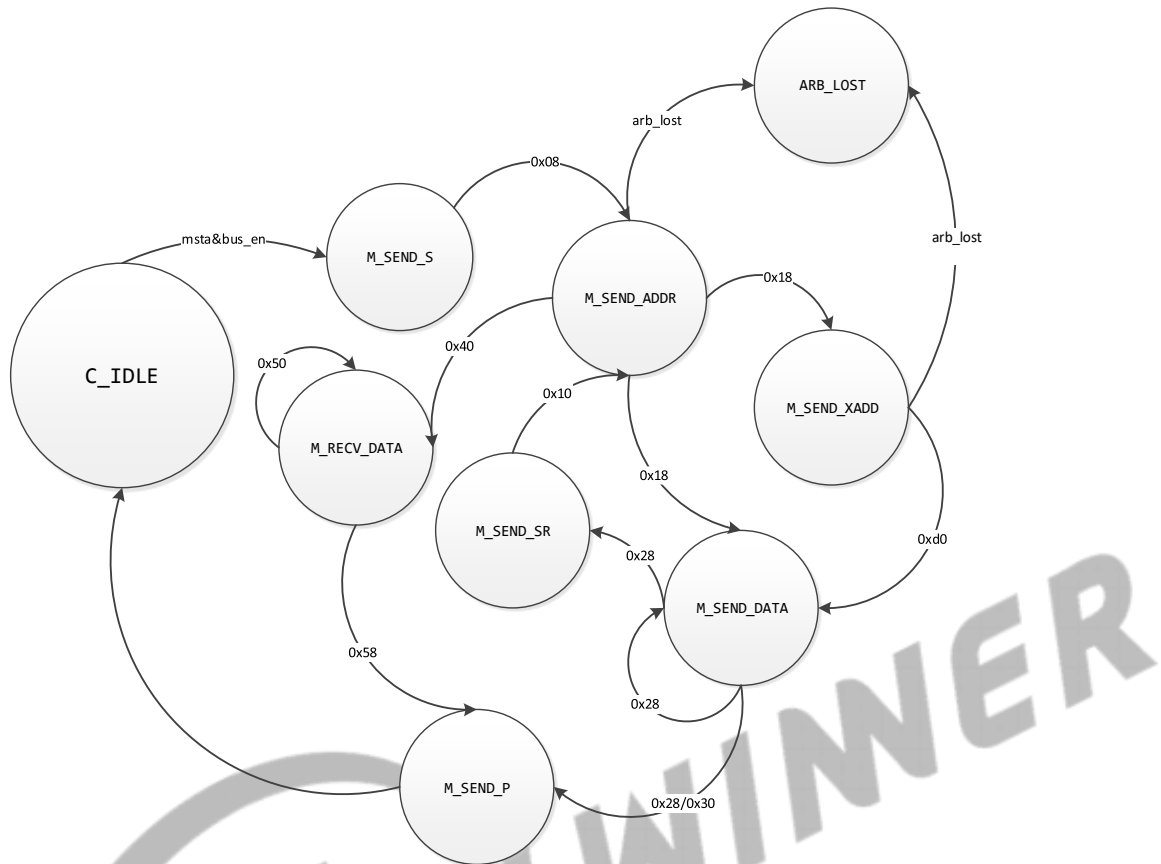 ARB_LOST
arb_lost
0x08
M_SEND_S
msta&bus_en
arb_lost
M_SEND_ADDR
0x18
0x40
0x50
C_IDLE
0x10
M_SEND_XADD
M_RECV_DATA
0x18
M_SEND_SR
0xd0
0x28
M_SEND_DATA
0x58
0x28
M_SEND_P
0x28/0x30
WINNER